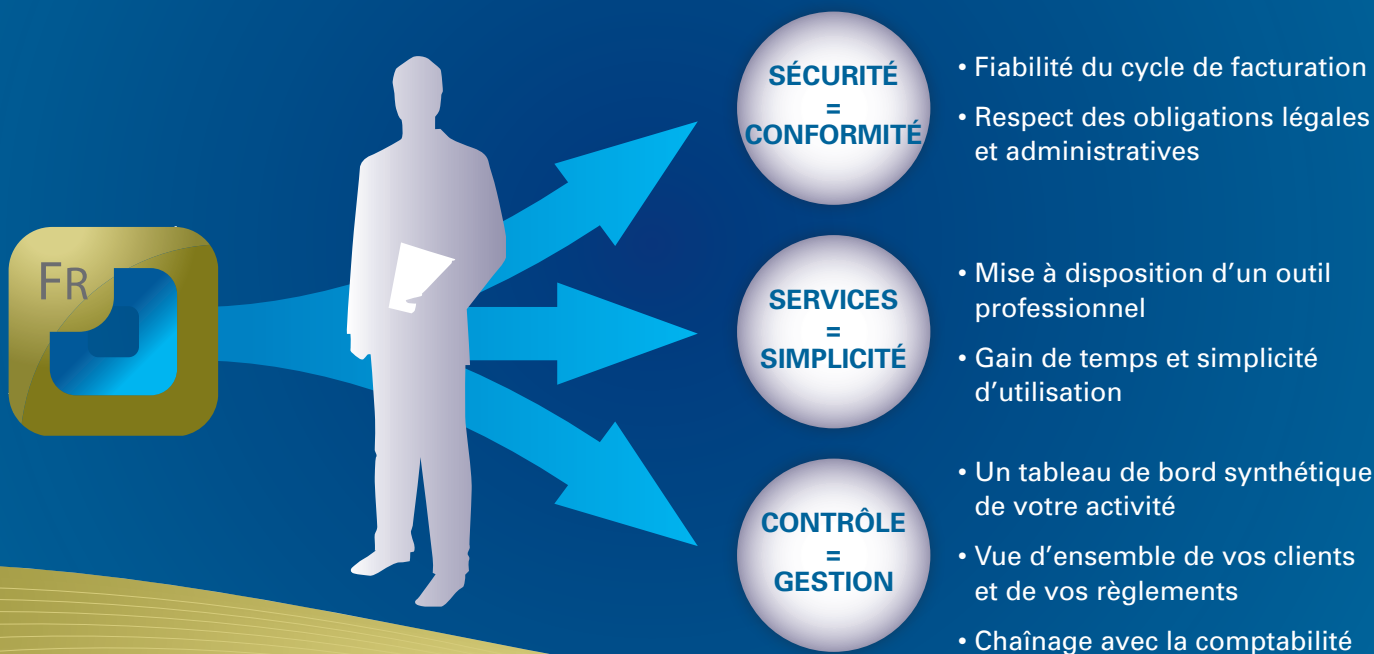 FR
SÉCURITÉ
=
CONFORMITÉ
• Fiabilité du cycle de facturation
• Respect des obligations légales
et administratives
SERVICES
=
SIMPLICITÉ
• Mise à disposition d’un outil
professionnel
• Gain de temps et simplicité
d’utilisation
CONTRÔLE
=
GESTION
• Un tableau de bord synthétique
de votre activité
• Vue d’ensemble de vos clients
et de vos règlements
• Chaînage avec la comptabilité